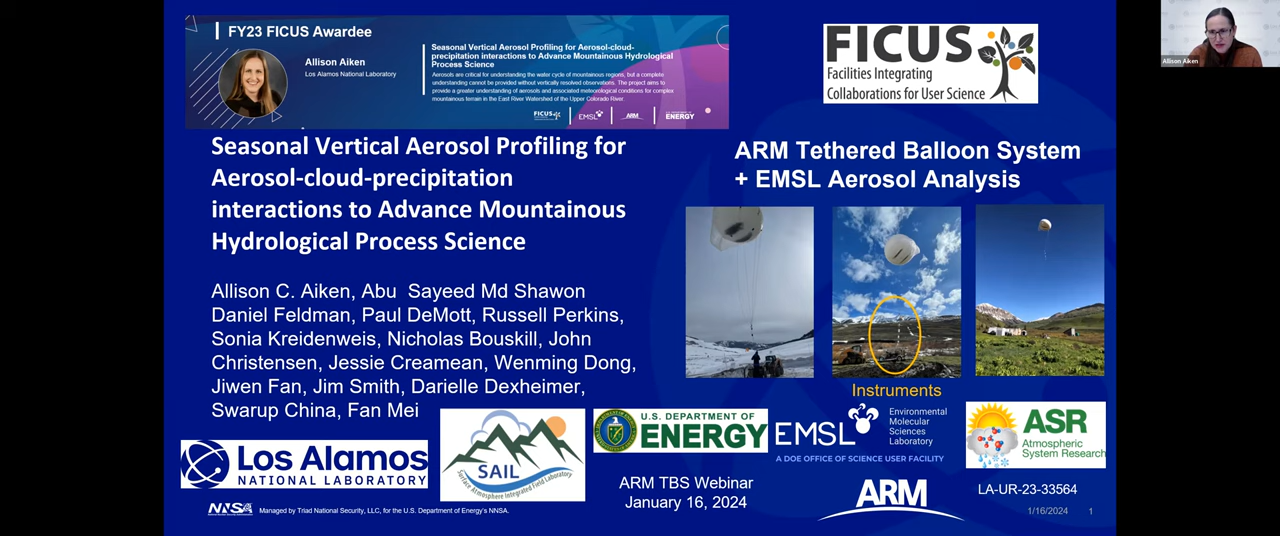 FY23 FICUS Awardee
Allison Aiken
Los Alamos National Laboratory
Seasonal Vertical Aerosol Profiling for Aerosol-cloud-
precipitation interactions to Advance Mountainous Hydrological
Process Science
Aerosols are critical for understanding the water cycle of mountainous regions, but a complete
understanding cannot be provided without vertically resolved observations. The project aims to
provide a greater understanding of aerosols and associated meteorological conditions for complex
mountainous terrain in the East River Watershed of the Upper Colorado River.
FICUS
EMSL
ARM
ENERGY
FICUS
Facilities Integrating
Collaborations for User Science
Allison Aiken
Seasonal Vertical Aerosol Profiling for
Aerosol-cloud-precipitation
interactions to Advance Mountainous
Hydrological Process Science
ARM Tethered Balloon System
+ EMSL Aerosol Analysis
Allison C. Aiken, Abu Sayeed Md Shawon
Daniel Feldman, Paul DeMott, Russell Perkins,
Sonia Kreidenweis, Nicholas Bouskill, John
Christensen, Jessie Creamean, Wenming Dong,
Jiwen Fan, Jim Smith, Darielle Dexheimer,
Swarup China, Fan Mei
Instruments
Los Alamos
NATIONAL LABORATORY
SAIL
Surface Atmosphere Integrated Field Laboratory
U.S. DEPARTMENT OF
ENERGY
EMSL
Environmental
Molecular
Sciences
Laboratory
A DOE OFFICE OF SCIENCE USER FACILITY
ASR
Atmospheric
System Research
ARM TBS Webinar
January 16, 2024
ARM
LA-UR-23-33564
NNSA
Managed by Triad National Security, LLC, for the U.S. Department of Energy's NNSA.
1/16/2024
1